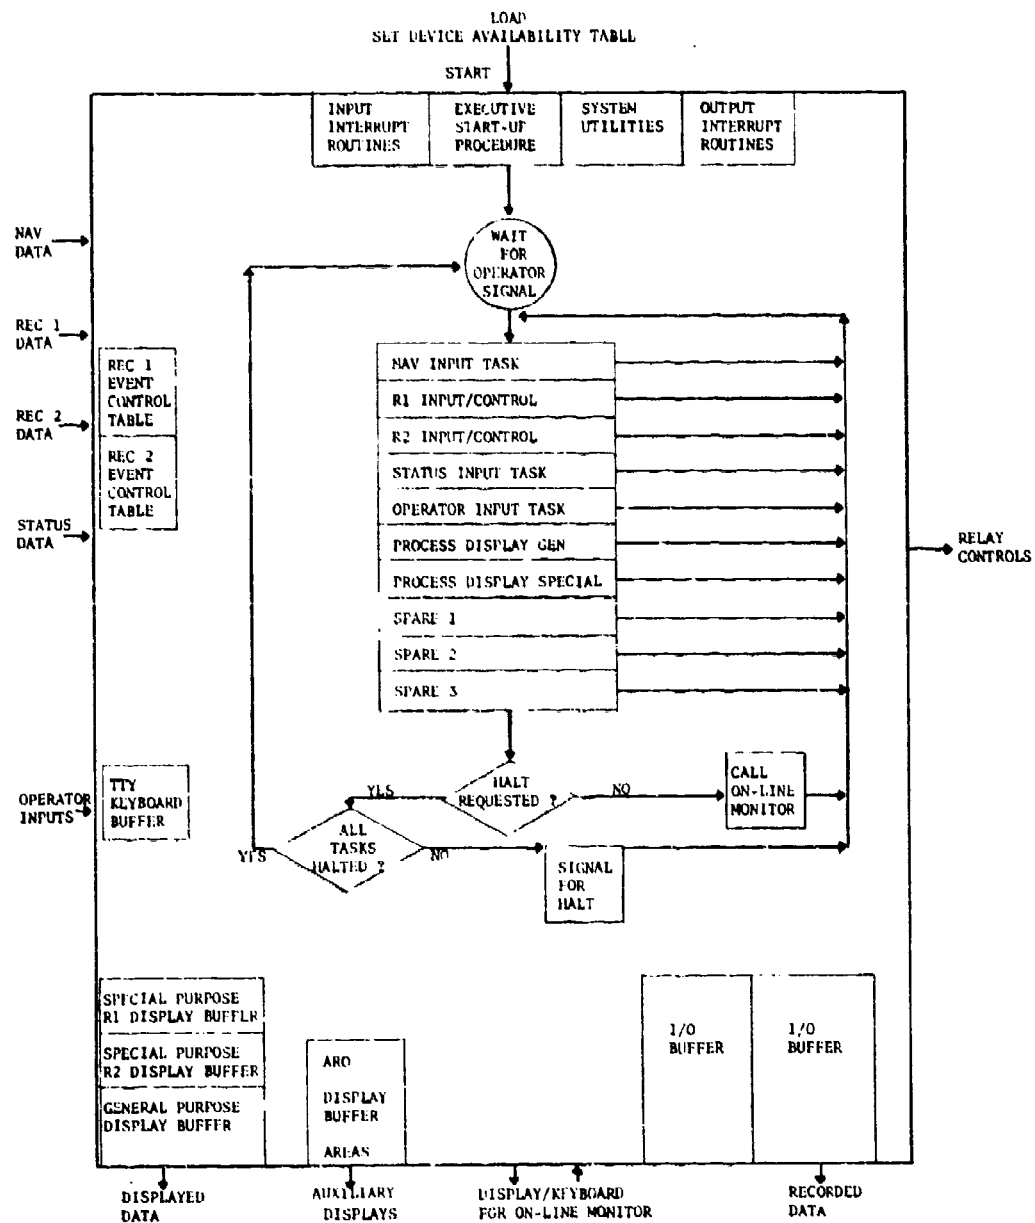 LOAD
SET DEVICE AVAILABILITY TABLE
START
INPUT
INTERRUPT
ROUTINES
EXECUTIVE
START-UP
PROCEDURE
SYSTEM
UTILITIES
OUTPUT
INTERRUPT
ROUTINES
NAV
DATA
WAIT
FOR
OPERATOR
SIGNAL
REC 1
DATA
REC 1
EVENT
CONTROL
TABLE
REC 2
DATA
REC 2
EVENT
CONTROL
TABLE
STATUS
DATA
NAV INPUT TASK
R1 INPUT/CONTROL
R2 INPUT/CONTROL
STATUS INPUT TASK
OPERATOR INPUT TASK
PROCESS DISPLAY GEN
PROCESS DISPLAY SPECIAL
SPARE 1
SPARE 2
SPARE 3
RELAY
CONTROLS
OPERATOR
INPUTS
TTY
KEYBOARD
BUFFER
HALT
REQUESTED ?
YES
NO
CALL
ON-LINE
MONITOR
ALL
TASKS
HALTED ?
YES
NO
SIGNAL
FOR
HALT
SPECIAL PURPOSE
R1 DISPLAY BUFFER
SPECIAL PURPOSE
R2 DISPLAY BUFFER
GENERAL PURPOSE
DISPLAY BUFFER
ARO
DISPLAY
BUFFER
AREAS
I/O
BUFFER
I/O
BUFFER
DISPLAYED
DATA
AUXILIARY
DISPLAYS
DISPLAY/KEYBOARD
FOR ON-LINE MONITOR
RECORDED
DATA